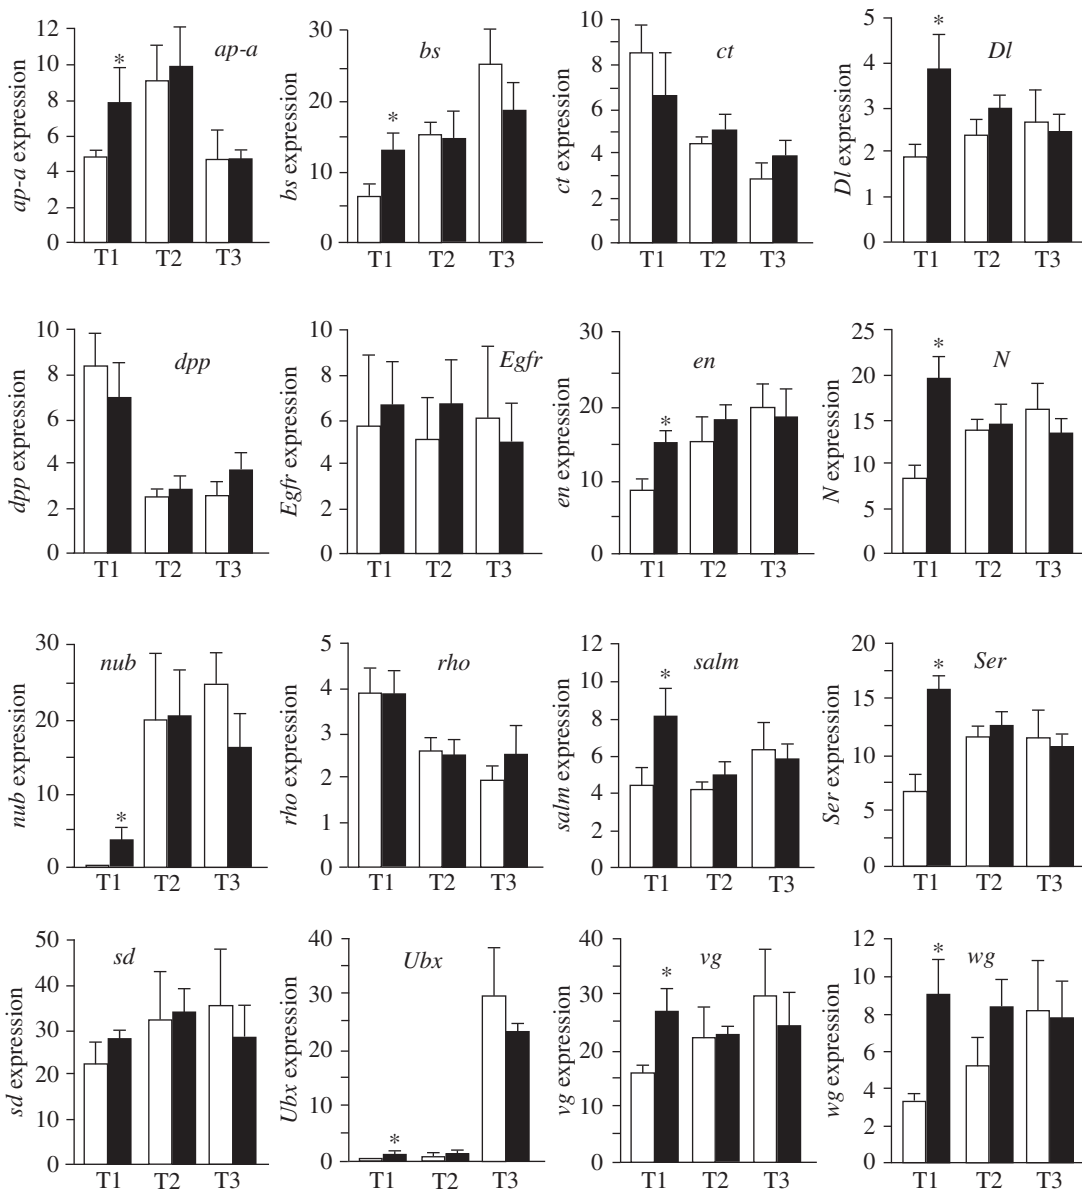 ap-a expression
12
10
8
6
4
2
0
ap-a
*
T1 T2 T3
bs expression
30
20
10
0
bs
*
T1 T2 T3
ct expression
10
8
6
4
2
0
ct
T1 T2 T3
Dl expression
5
4
3
2
1
0
*
Dl
T1 T2 T3
dpp expression
10
8
6
4
2
0
dpp
T1 T2 T3
Egfr expression
10
8
6
4
2
0
Egfr
T1 T2 T3
en expression
30
20
10
0
en
*
T1 T2 T3
N expression
25
20
15
10
5
0
*
N
T1 T2 T3
nub expression
30
20
10
0
nub
*
T1 T2 T3
rho expression
5
4
3
2
1
0
rho
T1 T2 T3
salm expression
12
10
8
6
4
2
0
salm
*
T1 T2 T3
Ser expression
20
15
10
5
0
*
Ser
T1 T2 T3
sd expression
50
40
30
20
10
0
sd
T1 T2 T3
Ubx expression
40
30
20
10
0
Ubx
*
T1 T2 T3
vg expression
40
30
20
10
0
vg
*
T1 T2 T3
wg expression
12
10
8
6
4
2
0
*
wg
T1 T2 T3